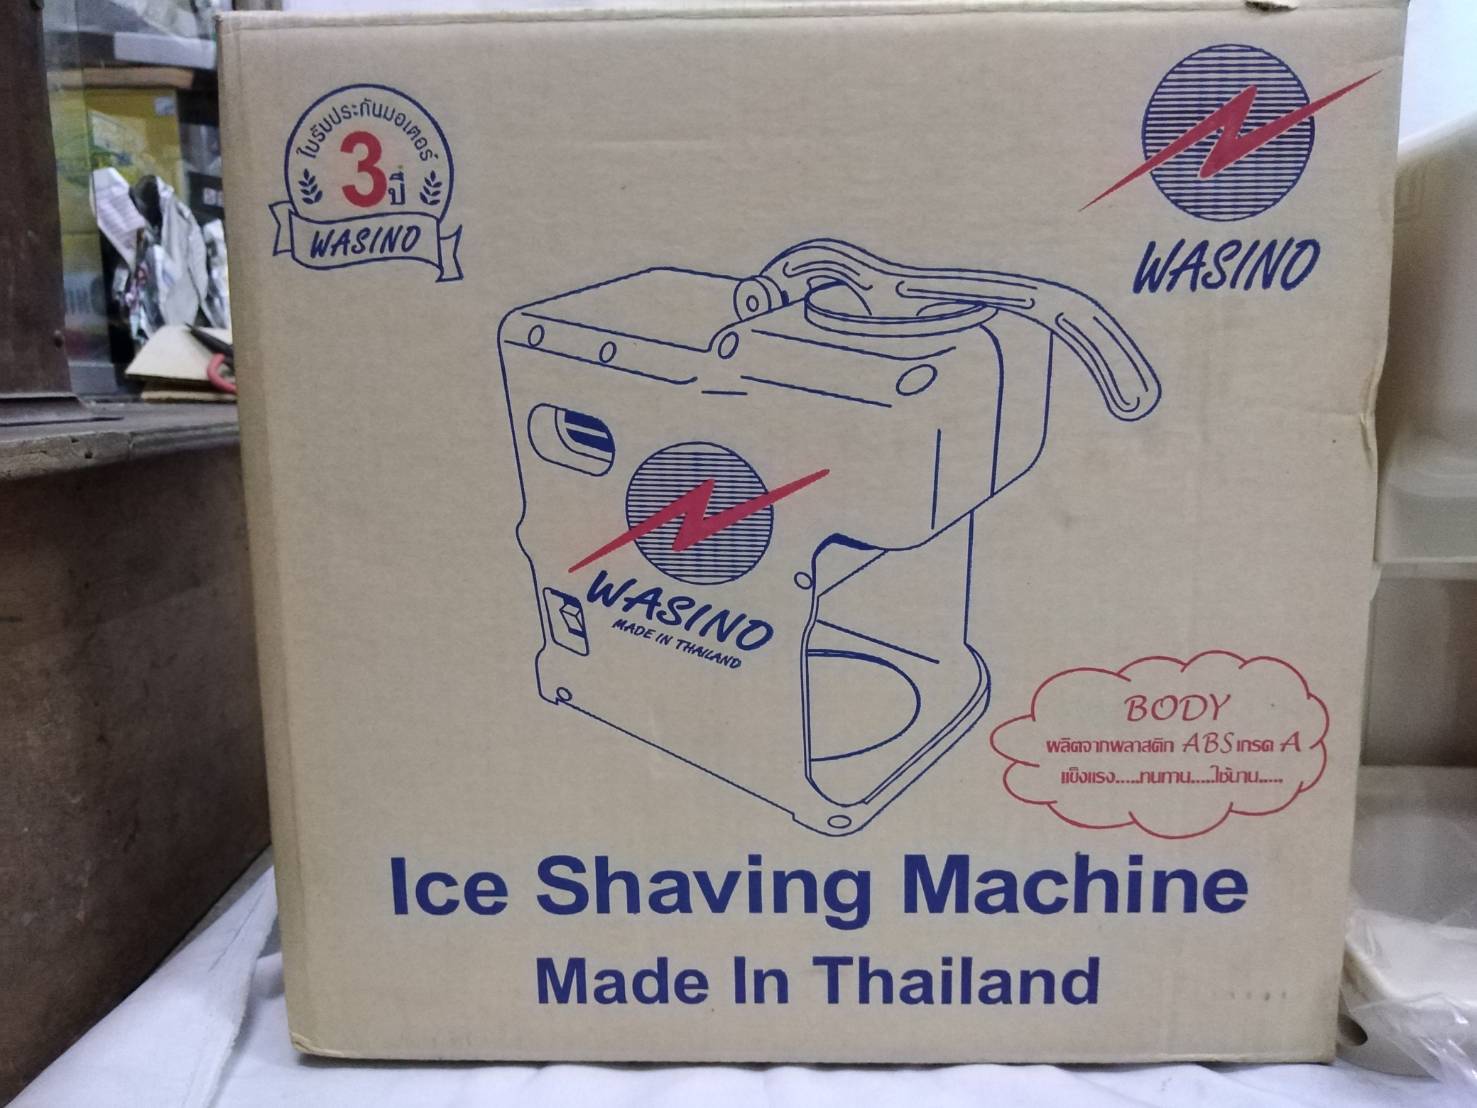 ใบรับประกันมอเตอร์
3 ปี
WASINO
WASINO
WASINO
MADE IN THAILAND
BODY
ผลิตจากพลาสติก ABS เกรด A
แข็งแรง.....ทนทาน.....ใช้นาน.....
Ice Shaving Machine
Made In Thailand